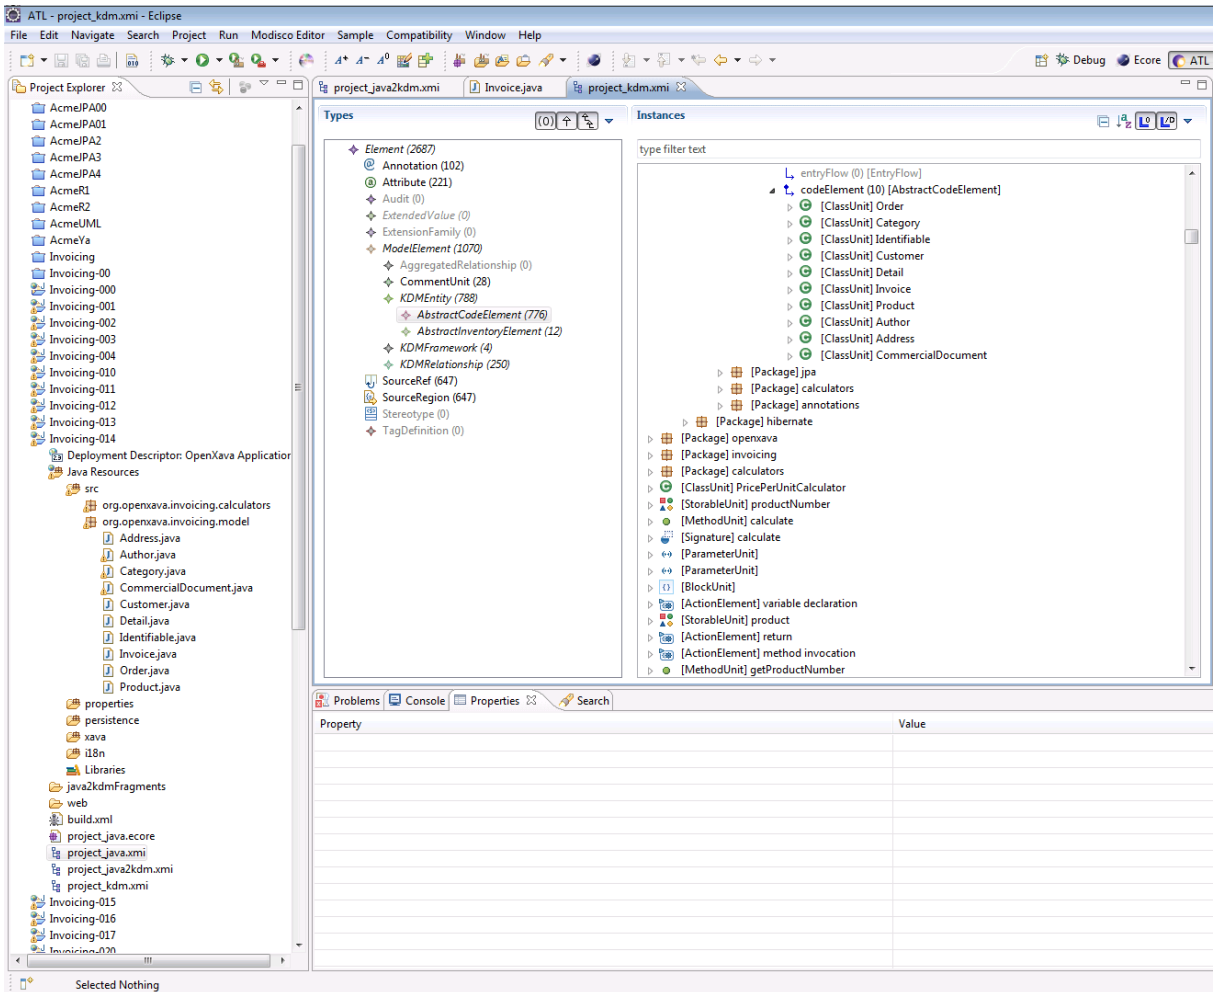 ATL - project_kdm.xmi - Eclipse
File Edit Navigate Search Project Run Modisco Editor Sample Compatibility Window Help
Debug Ecore ATL
Project Explorer
AcmeJPA00
AcmeJPA01
AcmeJPA2
AcmeJPA3
AcmeJPA4
AcmeR1
AcmeR2
AcmeUML
AcmeYa
Invoicing
Invoicing-00
Invoicing-000
Invoicing-001
Invoicing-002
Invoicing-003
Invoicing-004
Invoicing-010
Invoicing-011
Invoicing-012
Invoicing-013
Invoicing-014
Deployment Descriptor: OpenXava Application
Java Resources
src
org.openxava.invoicing.calculators
org.openxava.invoicing.model
Address.java
Author.java
Category.java
CommercialDocument.java
Customer.java
Detail.java
Identifiable.java
Invoice.java
Order.java
Product.java
properties
persistence
xava
i18n
Libraries
java2kdmFragments
web
build.xml
project_java.ecore
project_java.xmi
project_java2kdm.xmi
project_kdm.xmi
Invoicing-015
Invoicing-016
Invoicing-017
Invoicing-020
project_java2kdm.xmi Invoice.java project_kdm.xmi
Types
(0)
Element (2687)
Annotation (102)
Attribute (221)
Audit (0)
ExtendedValue (0)
ExtensionFamily (0)
ModelElement (1070)
AggregatedRelationship (0)
CommentUnit (28)
KDMEntity (788)
AbstractCodeElement (776)
AbstractInventoryElement (12)
KDMFramework (4)
KDMRelationship (250)
SourceRef (647)
SourceRegion (647)
Stereotype (0)
TagDefinition (0)
Instances
type filter text
entryFlow (0) [EntryFlow]
codeElement (10) [AbstractCodeElement]
[ClassUnit] Order
[ClassUnit] Category
[ClassUnit] Identifiable
[ClassUnit] Customer
[ClassUnit] Detail
[ClassUnit] Invoice
[ClassUnit] Product
[ClassUnit] Author
[ClassUnit] Address
[ClassUnit] CommercialDocument
[Package] jpa
[Package] calculators
[Package] annotations
[Package] hibernate
[Package] openxava
[Package] invoicing
[Package] calculators
[ClassUnit] PricePerUnitCalculator
[StorableUnit] productNumber
[MethodUnit] calculate
[Signature] calculate
[ParameterUnit]
[ParameterUnit]
[BlockUnit]
[ActionElement] variable declaration
[StorableUnit] product
[ActionElement] return
[ActionElement] method invocation
[MethodUnit] getProductNumber
Problems Console Properties Search
Property Value
Selected Nothing